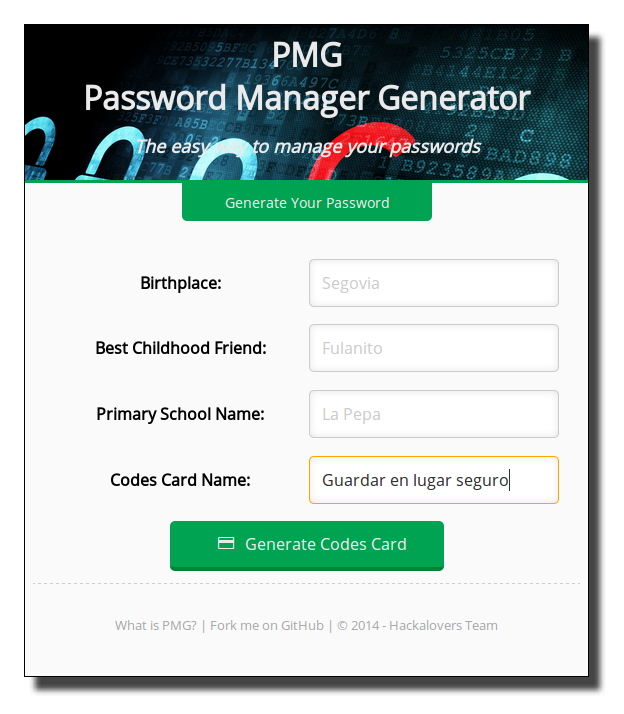 PMG
Password Manager Generator
The easy way to manage your passwords
Generate Your Password
Birthplace:
Segovia
Best Childhood Friend:
Fulanito
Primary School Name:
La Pepa
Codes Card Name:
Guardar en lugar seguro
Generate Codes Card
What is PMG? | Fork me on GitHub | © 2014 - Hackalovers Team